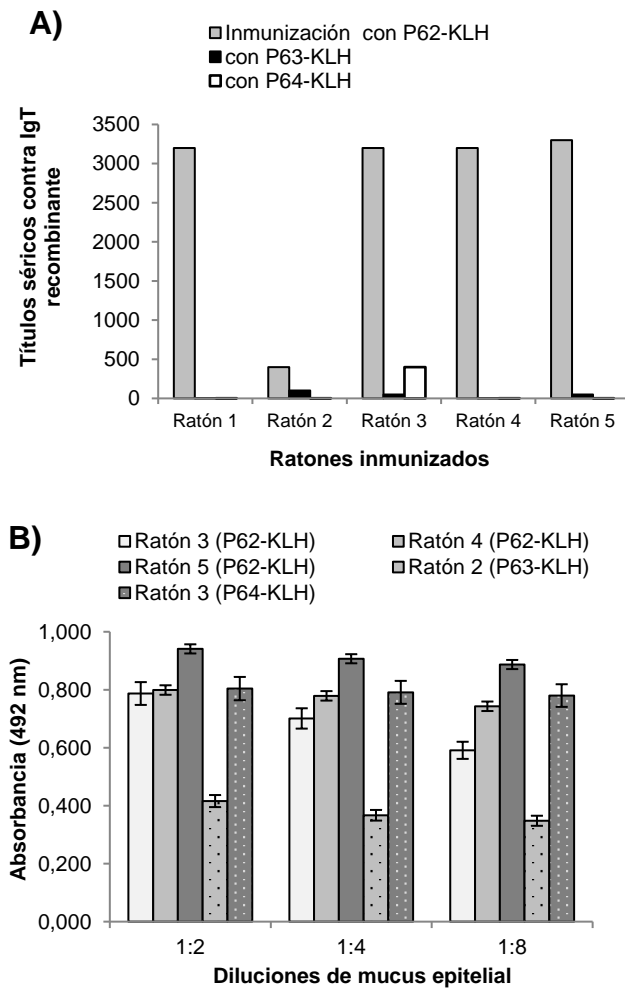 A)
Inmunización con P62-KLH
con P63-KLH
con P64-KLH
Títulos séricos contra IgT
recombinante
3500
3000
2500
2000
1500
1000
500
0
Ratón 1 Ratón 2 Ratón 3 Ratón 4 Ratón 5
Ratones inmunizados
B)
Ratón 3 (P62-KLH) Ratón 4 (P62-KLH)
Ratón 5 (P62-KLH) Ratón 2 (P63-KLH)
Ratón 3 (P64-KLH)
Absorbancia (492 nm)
1,000
0,800
0,600
0,400
0,200
0,000
1:2 1:4 1:8
Diluciones de mucus epitelial